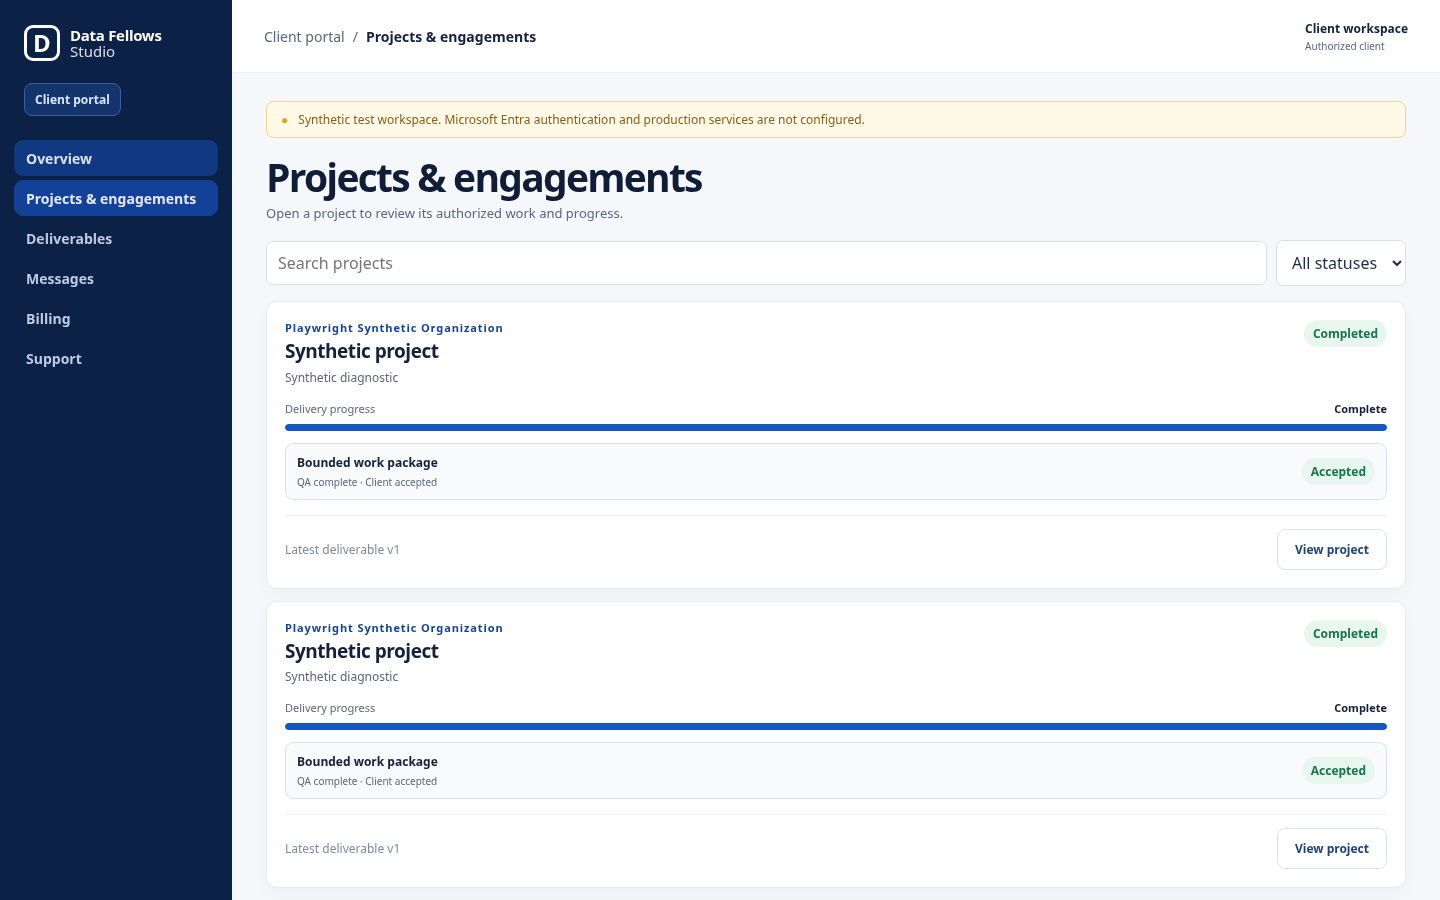 D
Data Fellows
Studio
Client portal
Overview
Projects & engagements
Deliverables
Messages
Billing
Support
Client portal / Projects & engagements
Client workspace
Authorized client
Synthetic test workspace. Microsoft Entra authentication and production services are not configured.
Projects & engagements
Open a project to review its authorized work and progress.
Search projects
All statuses
Playwright Synthetic Organization
Completed
Synthetic project
Synthetic diagnostic
Delivery progress
Complete
Bounded work package
QA complete · Client accepted
Accepted
Latest deliverable v1
View project
Playwright Synthetic Organization
Completed
Synthetic project
Synthetic diagnostic
Delivery progress
Complete
Bounded work package
QA complete · Client accepted
Accepted
Latest deliverable v1
View project